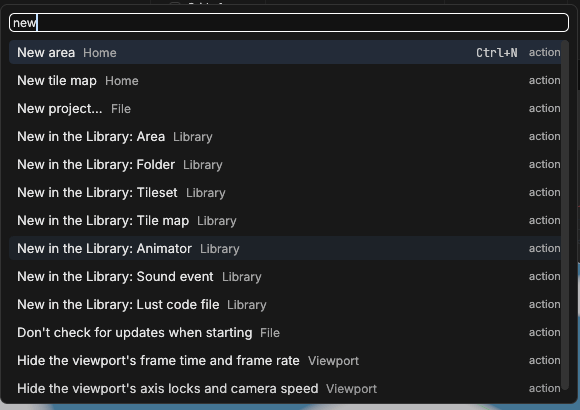 new
New area Home Ctrl+N action
New tile map Home action
New project... File action
New in the Library: Area Library action
New in the Library: Folder Library action
New in the Library: Tileset Library action
New in the Library: Tile map Library action
New in the Library: Animator Library action
New in the Library: Sound event Library action
New in the Library: Lust code file Library action
Don't check for updates when starting File action
Hide the viewport's frame time and frame rate Viewport action
Hide the viewport's axis locks and camera speed Viewport action